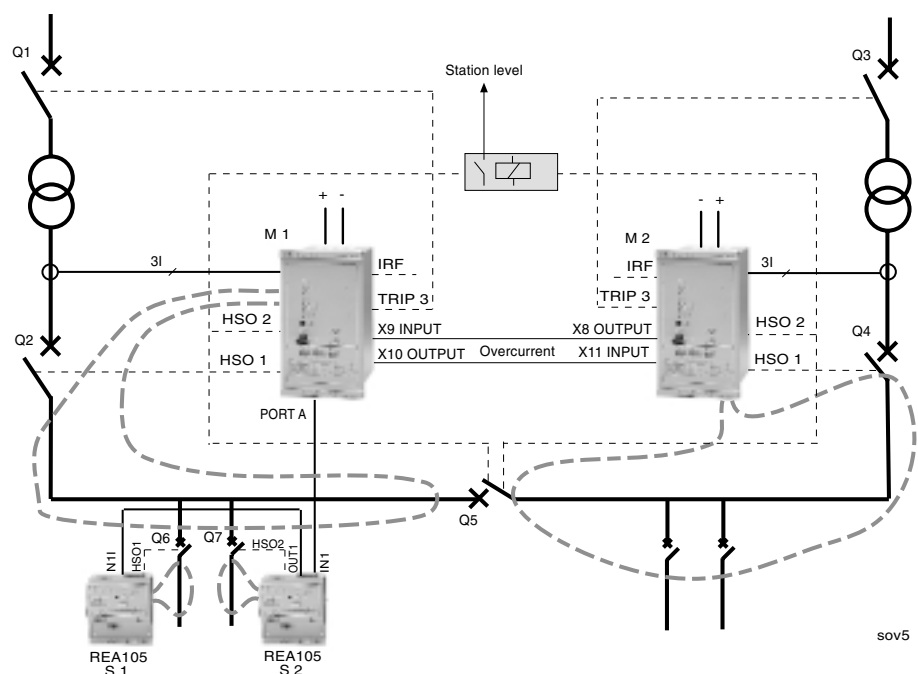 Q1
Q3
Station level
+ -
- +
M 1
M 2
3I
IRF
IRF
3I
TRIP 3
TRIP 3
HSO 2
X9 INPUT
X8 OUTPUT
HSO 2
Q2
Q4
HSO 1
X10 OUTPUT
Overcurrent
X11 INPUT
HSO 1
PORT A
Q5
Q6
Q7
HSO2
N1I
HSO1
OUT1
IN1
REA105
S 1
REA105
S 2
sov5